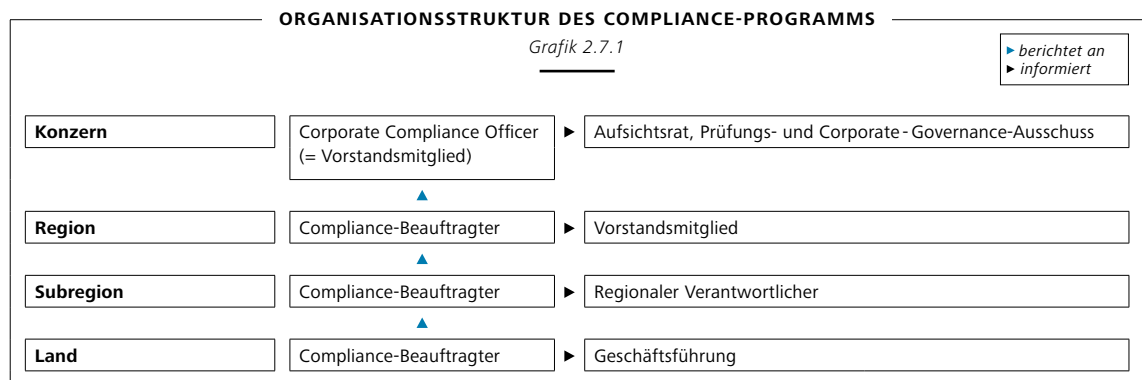 ORGANISATIONSSTRUKTUR DES COMPLIANCE-PROGRAMMS
Grafik 2.7.1
▸ berichtet an
▸ informiert
Konzern
Corporate Compliance Officer
(= Vorstandsmitglied)
Aufsichtsrat, Prüfungs- und Corporate-Governance-Ausschuss
Region
Compliance-Beauftragter
Vorstandsmitglied
Subregion
Compliance-Beauftragter
Regionaler Verantwortlicher
Land
Compliance-Beauftragter
Geschäftsführung